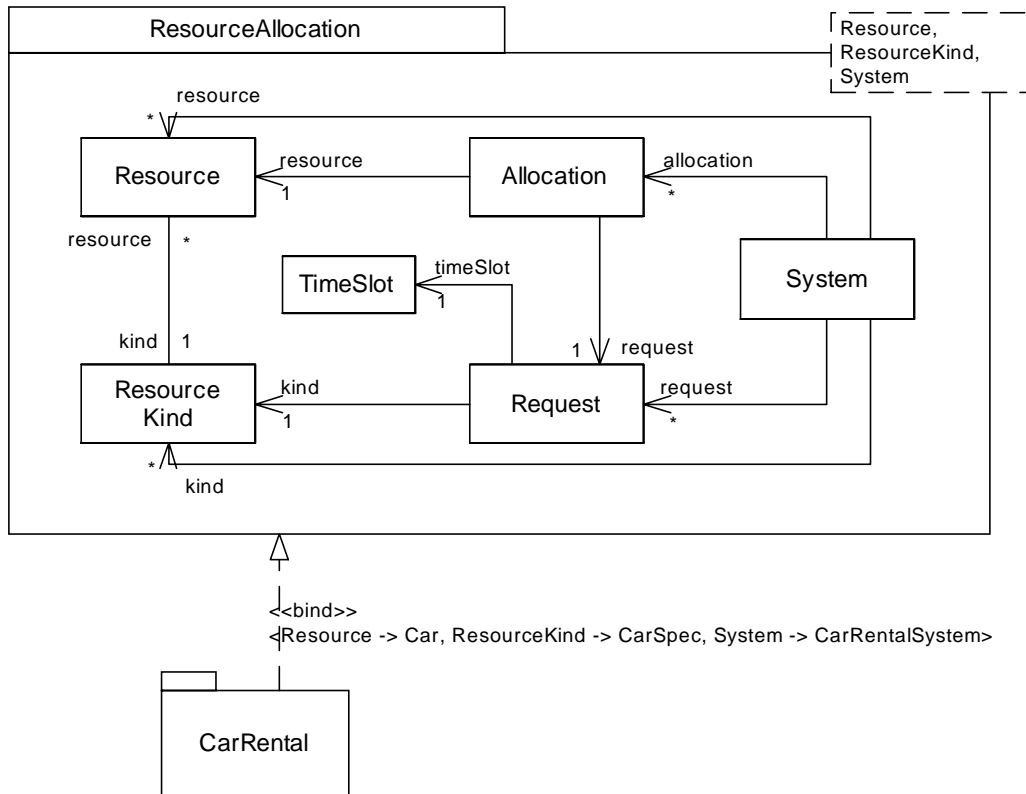 ResourceAllocation
Resource,
ResourceKind,
System
resource
*
Resource
resource
1
Allocation
allocation
*
resource
*
TimeSlot
timeSlot
1
System
kind
1
1
request
Resource
Kind
kind
1
Request
request
*
*
kind
<<bind>>
<Resource -> Car, ResourceKind -> CarSpec, System -> CarRentalSystem>
CarRental